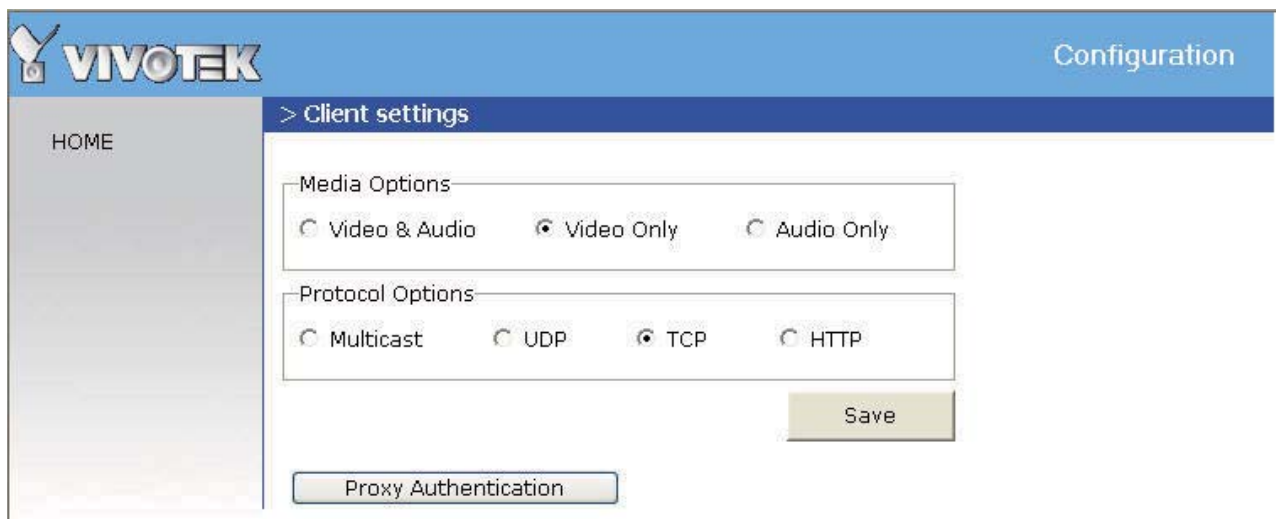 VIVOTEK
Configuration
> Client settings
HOME
Media Options
Video & Audio Video Only Audio Only
Protocol Options
Multicast UDP TCP HTTP
Save
Proxy Authentication